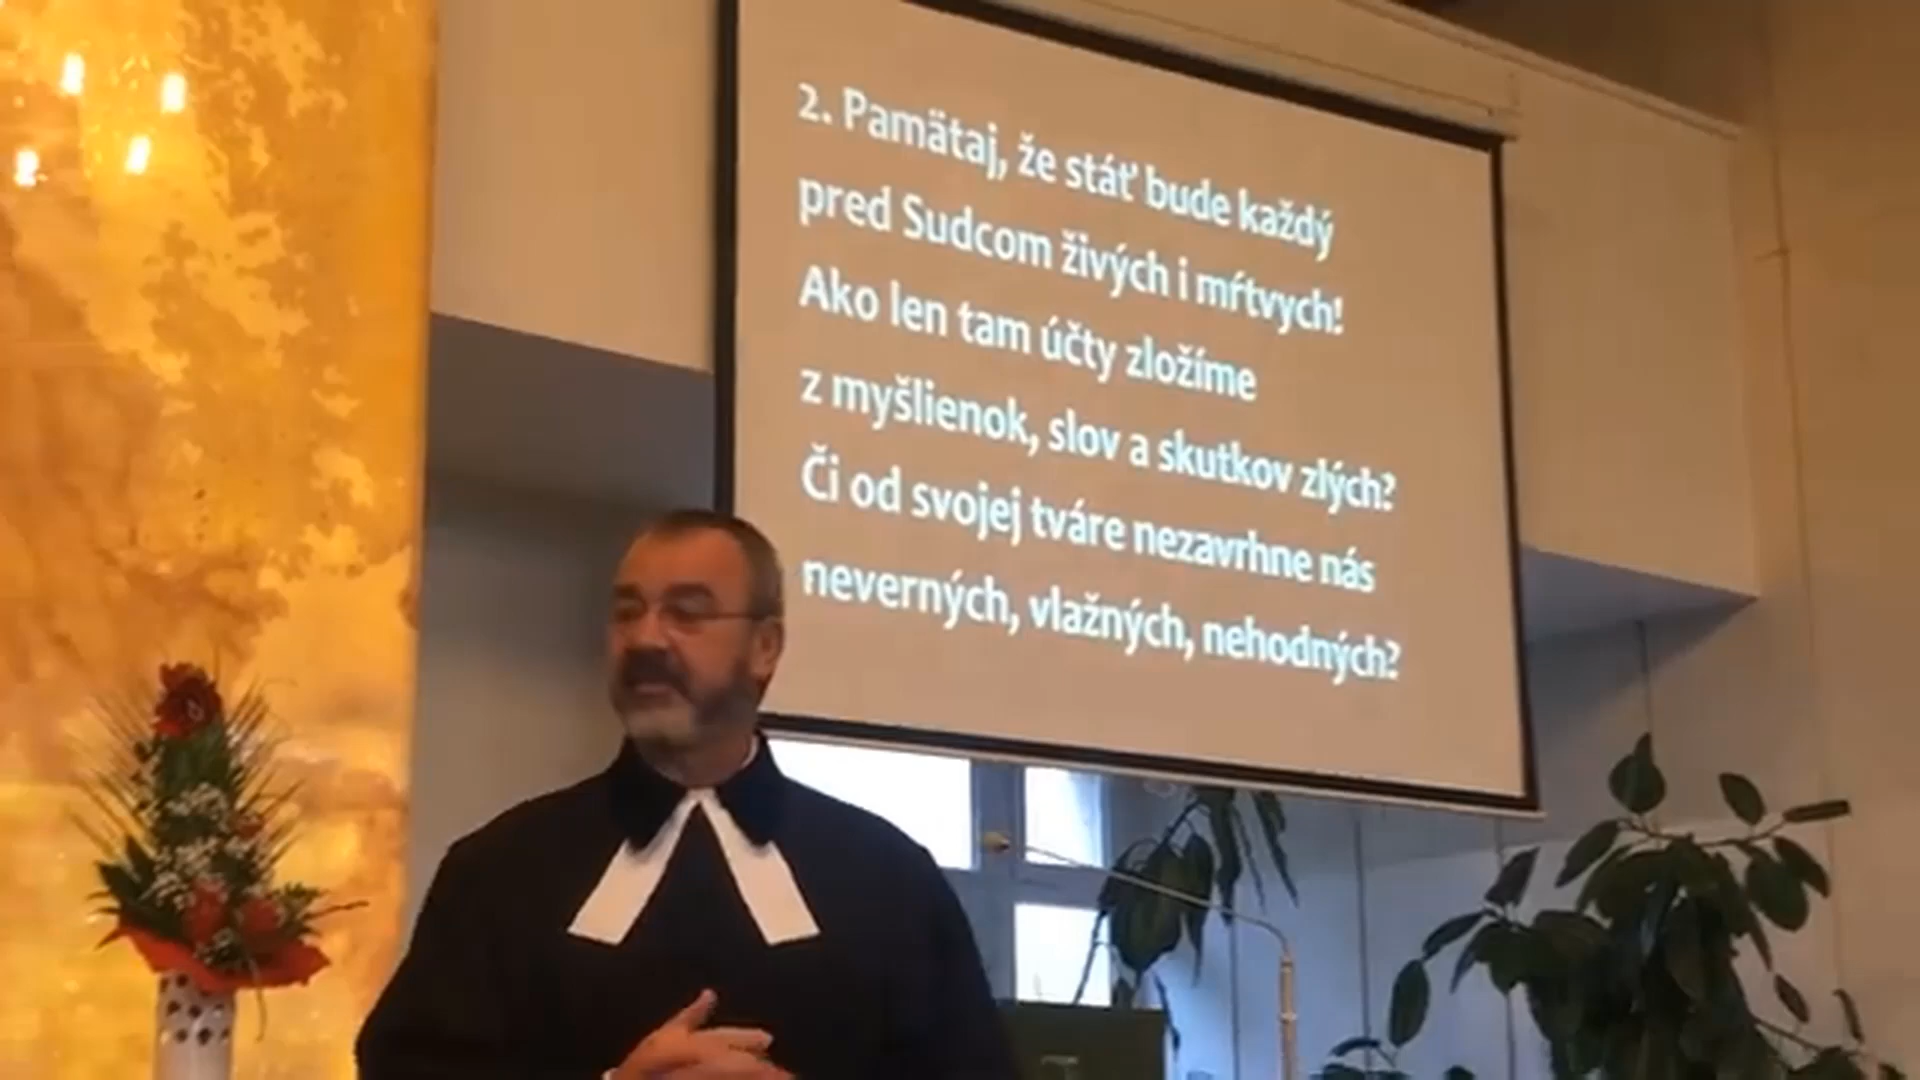 2. Pamätaj, že stáť bude každý
pred Sudcom živých i mŕtvych!
Ako len tam účty zložíme
z myšlienok, slov a skutkov zlých?
Či od svojej tváre nezavrhne nás
neverných, vlažných, nehodných?